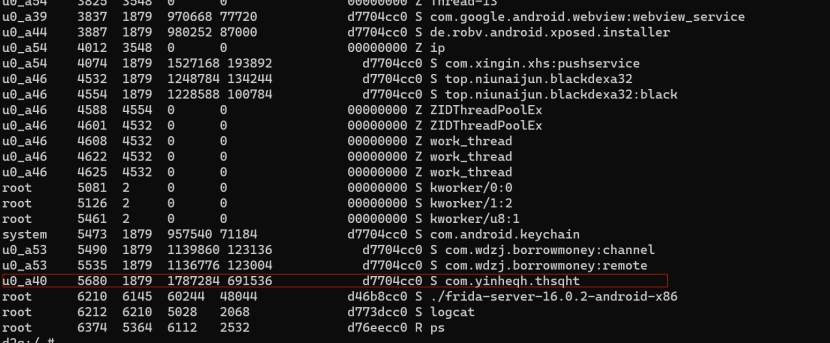 u0_a54 3825 3548 0 0 00000000 Z Thread-13
u0_a39 3837 1879 970668 77720 d7704cc0 S com.google.android.webview:webview_service
u0_a44 3887 1879 980252 87000 d7704cc0 S de.robv.android.xposed.installer
u0_a54 4012 3548 0 0 00000000 Z ip
u0_a54 4074 1879 1527168 193892 d7704cc0 S com.xingin.xhs:pushservice
u0_a46 4532 1879 1248784 134244 d7704cc0 S top.niunaijun.blackdexa32
u0_a46 4554 1879 1228588 100784 d7704cc0 S top.niunaijun.blackdexa32:black
u0_a46 4588 4554 0 0 00000000 Z ZIDThreadPoolEx
u0_a46 4601 4532 0 0 00000000 Z ZIDThreadPoolEx
u0_a46 4608 4532 0 0 00000000 Z work_thread
u0_a46 4622 4532 0 0 00000000 Z work_thread
u0_a46 4625 4532 0 0 00000000 Z work_thread
root 5081 2 0 0 00000000 S kworker/0:0
root 5126 2 0 0 00000000 S kworker/1:2
root 5461 2 0 0 00000000 S kworker/u8:1
system 5473 1879 957540 71184 d7704cc0 S com.android.keychain
u0_a53 5490 1879 1139860 123136 d7704cc0 S com.wdzj.borrowmoney:channel
u0_a53 5535 1879 1136776 123004 d7704cc0 S com.wdzj.borrowmoney:remote
u0_a40 5680 1879 1787284 691536 d7704cc0 S com.yinheqh.thsqht
root 6210 6145 60244 48044 d46b8cc0 S ./frida-server-16.0.2-android-x86
root 6212 6210 5028 2068 d773dcc0 S logcat
root 6374 5364 6112 2532 d76eecc0 R ps